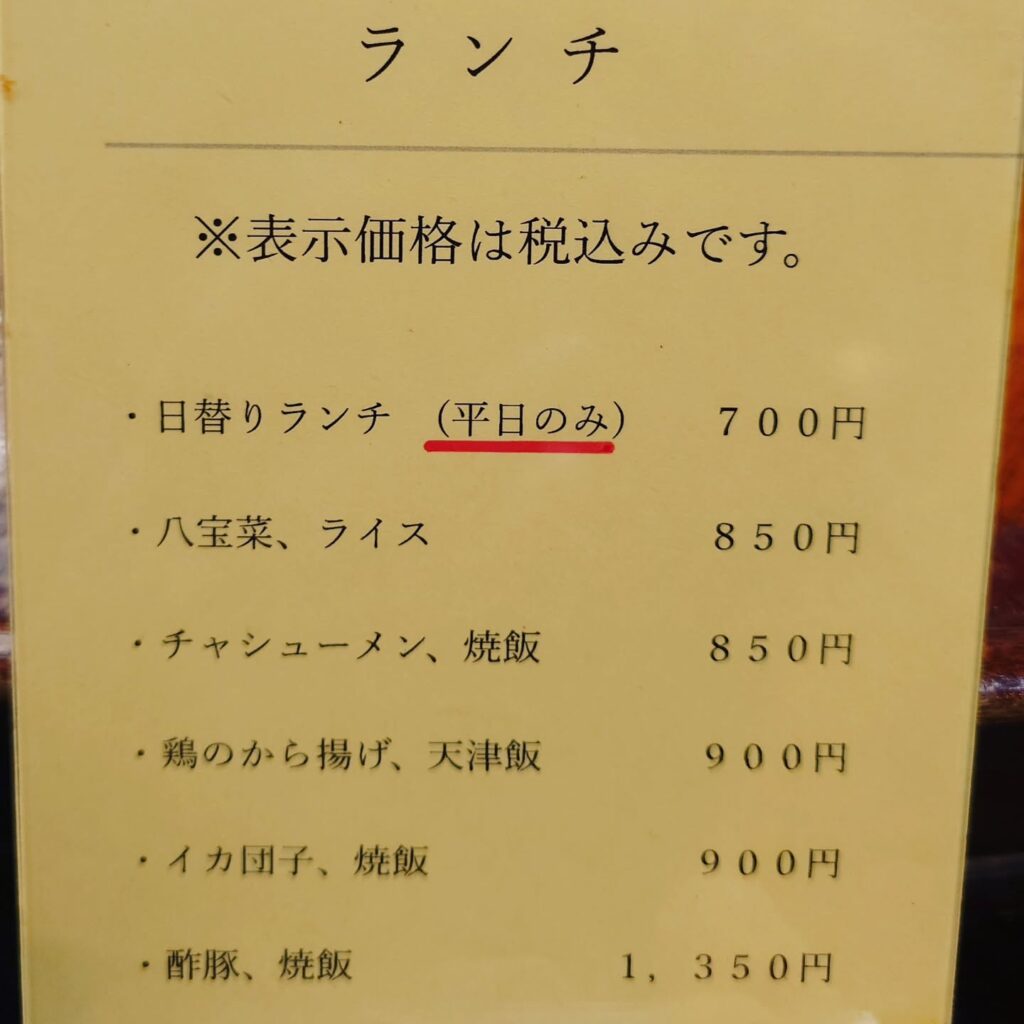 ランチ
※表示価格は税込みです。
・日替りランチ　（平日のみ）　７００円
・八宝菜、ライス　８５０円
・チャシューメン、焼飯　８５０円
・鶏のから揚げ、天津飯　９００円
・イカ団子、焼飯　９００円
・酢豚、焼飯　１，３５０円